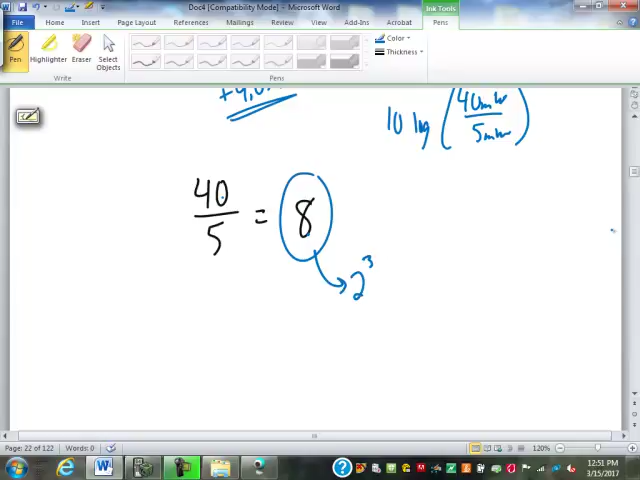 Doc4 [Compatibility Mode] - Microsoft Word
Ink Tools
File
Home
Insert
Page Layout
References
Mailings
Review
View
Add-Ins
Acrobat
Pens
Pen
Highlighter
Eraser
Select Objects
Color
Thickness
Write
Pens
10 log (40mW/5mW)
40/5 = 8
2³
Page: 22 of 122
Words: 0
120%
12:51 PM
3/15/2017